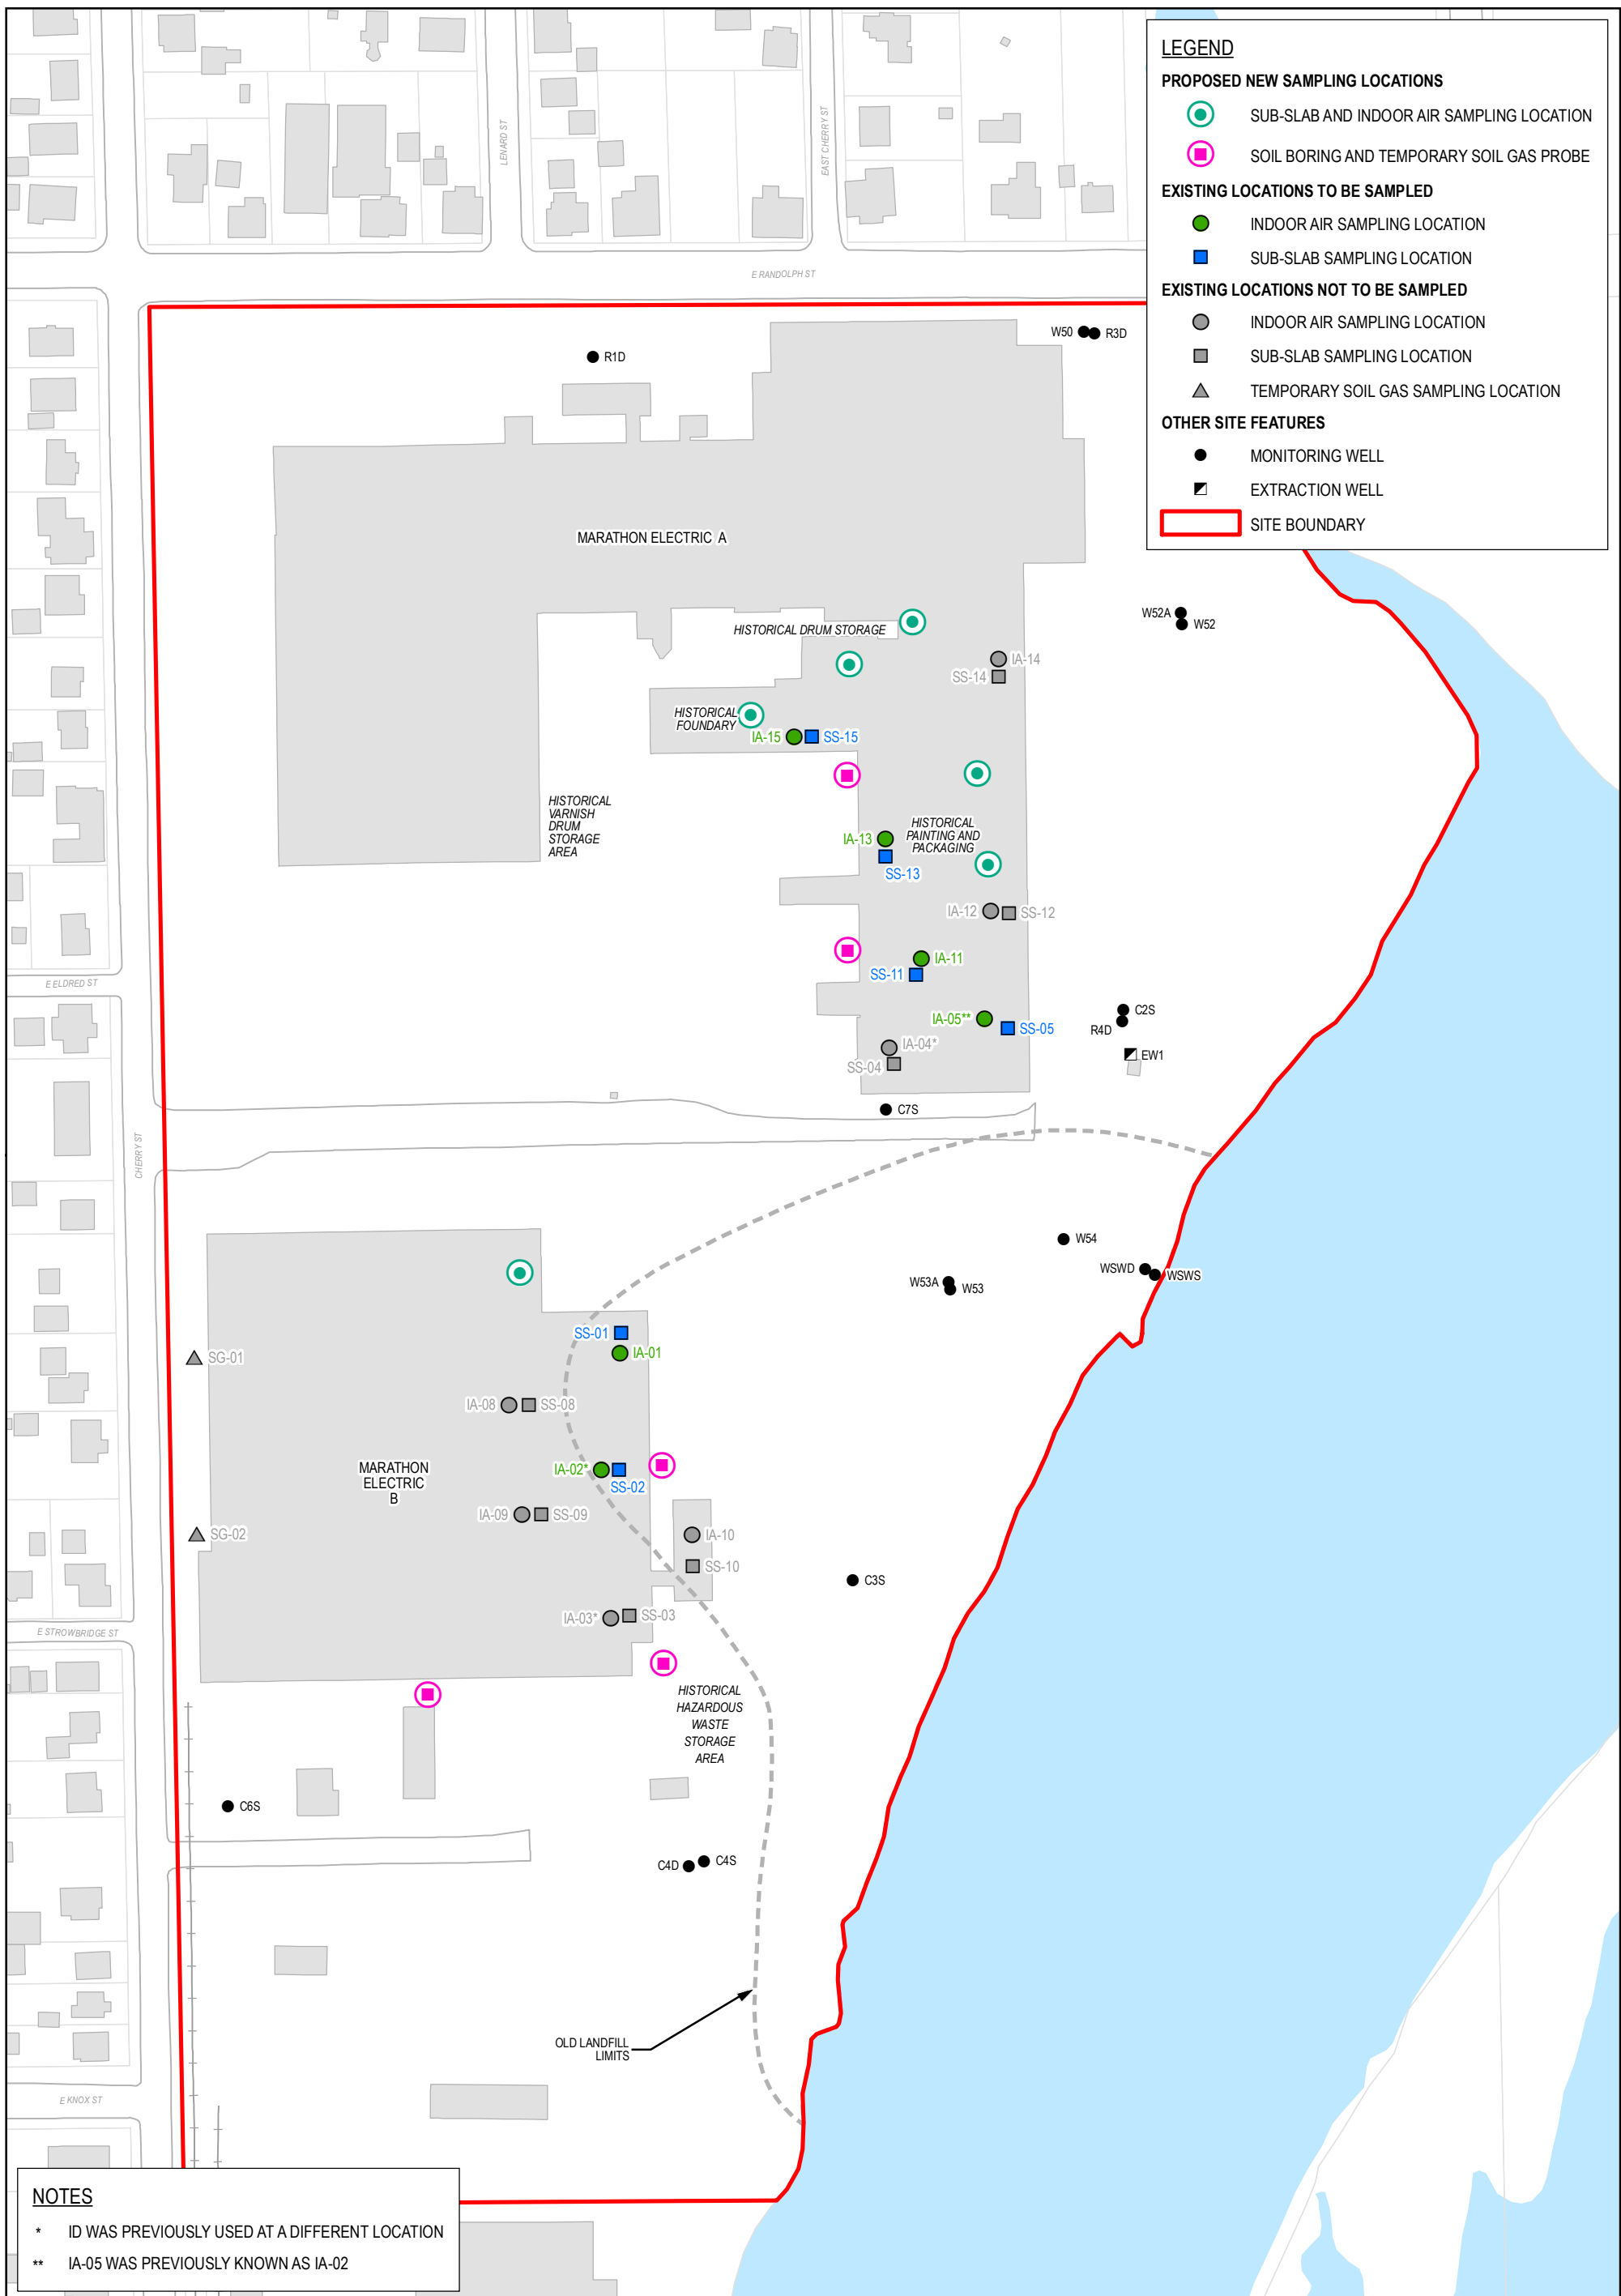 LEGEND
PROPOSED NEW SAMPLING LOCATIONS
SUB-SLAB AND INDOOR AIR SAMPLING LOCATION
SOIL BORING AND TEMPORARY SOIL GAS PROBE
EXISTING LOCATIONS TO BE SAMPLED
INDOOR AIR SAMPLING LOCATION
SUB-SLAB SAMPLING LOCATION
EXISTING LOCATIONS NOT TO BE SAMPLED
INDOOR AIR SAMPLING LOCATION
SUB-SLAB SAMPLING LOCATION
TEMPORARY SOIL GAS SAMPLING LOCATION
OTHER SITE FEATURES
MONITORING WELL
EXTRACTION WELL
SITE BOUNDARY
LENARD ST
EAST CHERRY ST
E RANDOLPH ST
W50
R3D
R1D
MARATHON ELECTRIC A
W52A
W52
HISTORICAL DRUM STORAGE
IA-14
SS-14
HISTORICAL
FOUNDARY
IA-15
SS-15
HISTORICAL
VARNISH
DRUM
STORAGE
AREA
HISTORICAL
PAINTING AND
PACKAGING
IA-13
SS-13
IA-12
SS-12
IA-11
SS-11
E ELDRED ST
IA-05**
SS-05
C2S
R4D
IA-04*
SS-04
EW1
C7S
CHERRY ST
W54
WSWD
WSWS
W53A
W53
SS-01
IA-01
SG-01
IA-08
SS-08
MARATHON
ELECTRIC
B
IA-02*
SS-02
IA-09
SS-09
SG-02
IA-10
SS-10
C3S
IA-03*
SS-03
E STROWBRIDGE ST
HISTORICAL
HAZARDOUS
WASTE
STORAGE
AREA
C6S
C4D
C4S
OLD LANDFILL
LIMITS
E KNOX ST
NOTES
* ID WAS PREVIOUSLY USED AT A DIFFERENT LOCATION
** IA-05 WAS PREVIOUSLY KNOWN AS IA-02